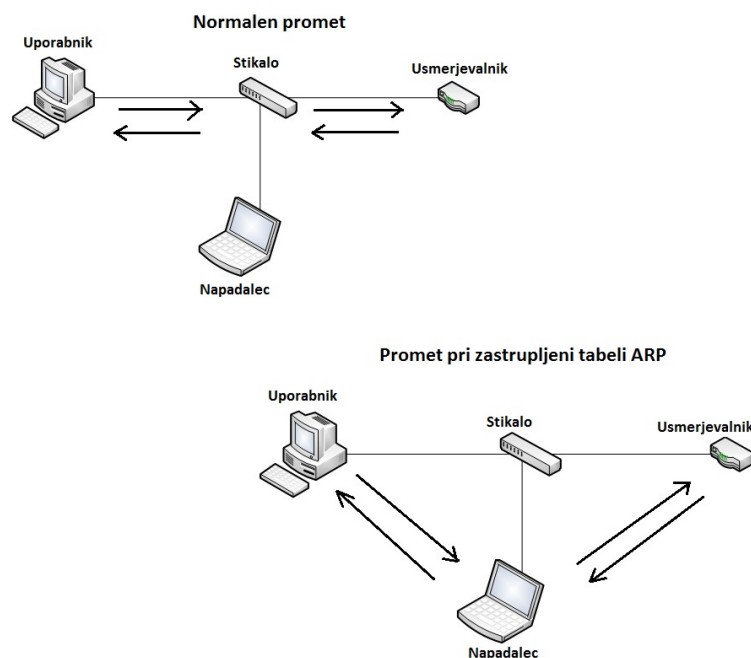 Normalen promet
Uporabnik
Stikalo
Usmerjevalnik
Napadalec
Promet pri zastrupljeni tabeli ARP
Uporabnik
Stikalo
Usmerjevalnik
Napadalec